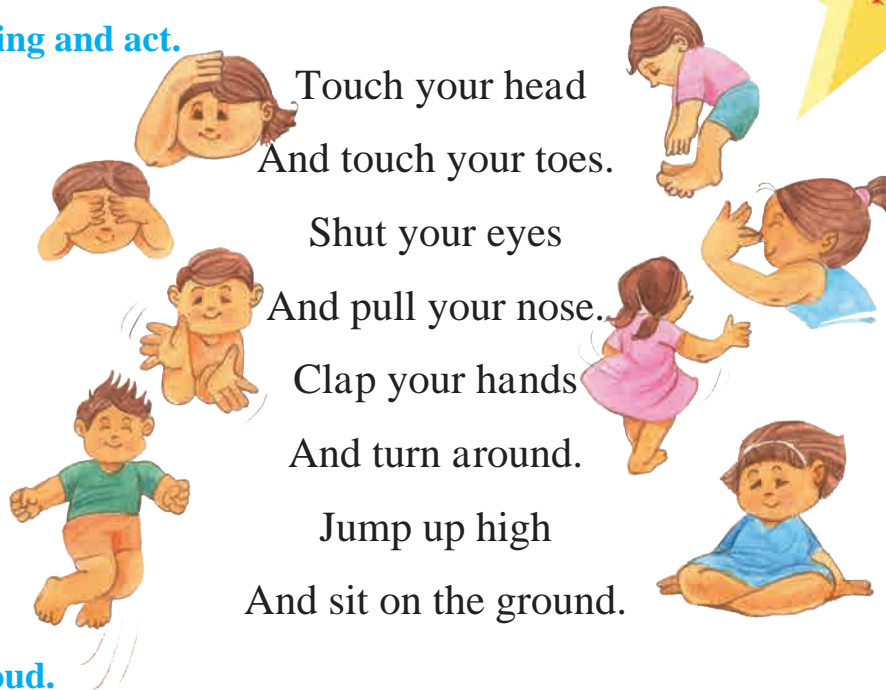 ing and act.
Touch your head
And touch your toes.
Shut your eyes
And pull your nose.
Clap your hands
And turn around.
Jump up high
And sit on the ground.
oud.